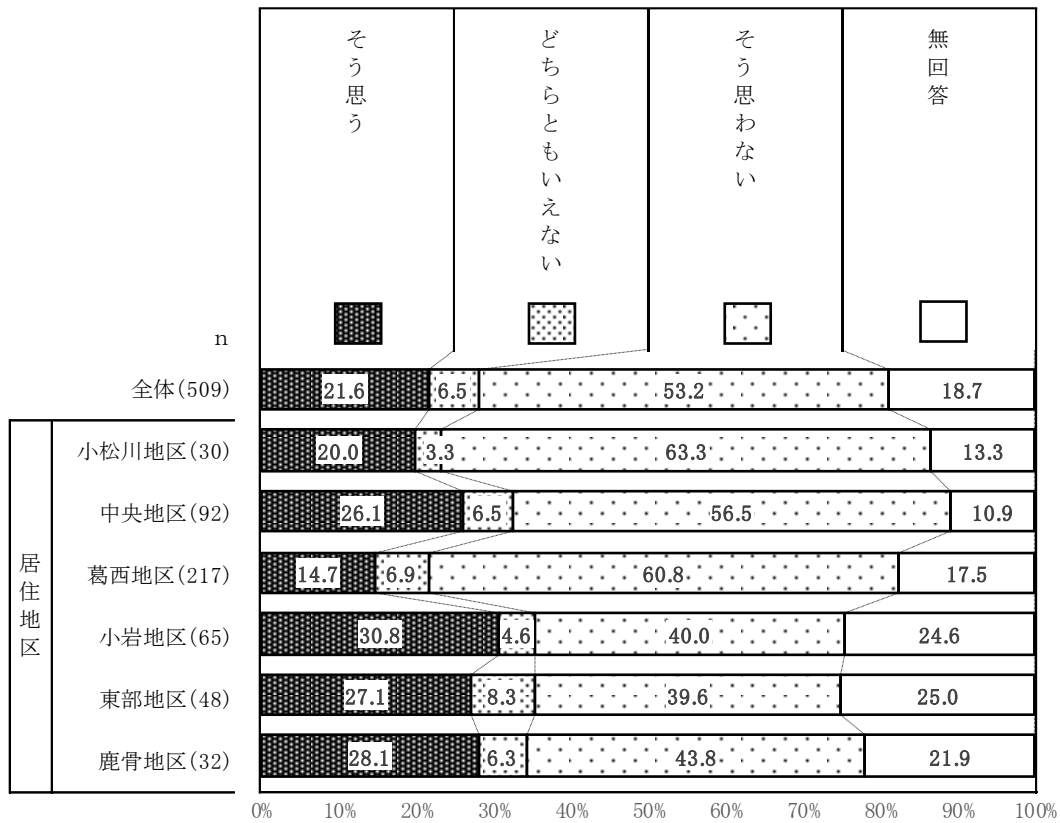 そう思う
どちらともいえない
そう思わない
無回答
n
全体(509)
21.6
6.5
53.2
18.7
居住地区
小松川地区(30)
20.0
3.3
63.3
13.3
中央地区(92)
26.1
6.5
56.5
10.9
葛西地区(217)
14.7
6.9
60.8
17.5
小岩地区(65)
30.8
4.6
40.0
24.6
東部地区(48)
27.1
8.3
39.6
25.0
鹿骨地区(32)
28.1
6.3
43.8
21.9
0% 10% 20% 30% 40% 50% 60% 70% 80% 90% 100%